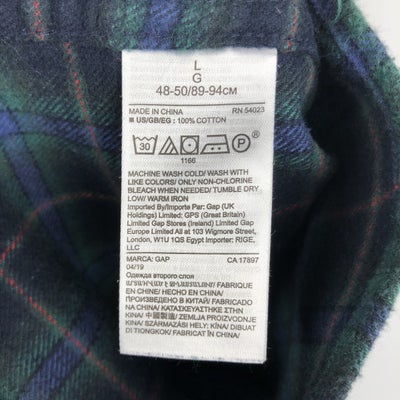 L
G
48-50/89-94CM
MADE IN CHINA RN 54023
US/GB/EG : 100% COTTON
30 P
1166
MACHINE WASH COLD/ WASH WITH
LIKE COLORS/ ONLY NON-CHLORINE
BLEACH WHEN NEEDED/ TUMBLE DRY
LOW/ WARM IRON
Imported By/Importe Par: Gap (UK
Holdings) Limited: GPS (Great Britain)
Limited Gap Stores (Ireland) Limited Gap
Europe Limited All at 103 Wigmore Street,
London, W1U 1QS Egypt Importer: RIGE,
LLC
MARCA: GAP CA 17897
04/19
Одежда второго слоя
FABRIQUE
EN CHINE/ HECHO EN CHINA/
ПРОИЗВЕДЕНО В КИТАЙ/ FABRICADO
NA CHINA/ ΚΑΤΑΣΚΕΥΑΣΤΗΚΕ ΣΤΗΝ
中國製造/ ZEMLJA PROIZVODNJE
SZÁRMAZÁSI HELY: KÍNA/ DIBUAT
DI TIONGKOK/ FABRICAT ÎN CHINA/